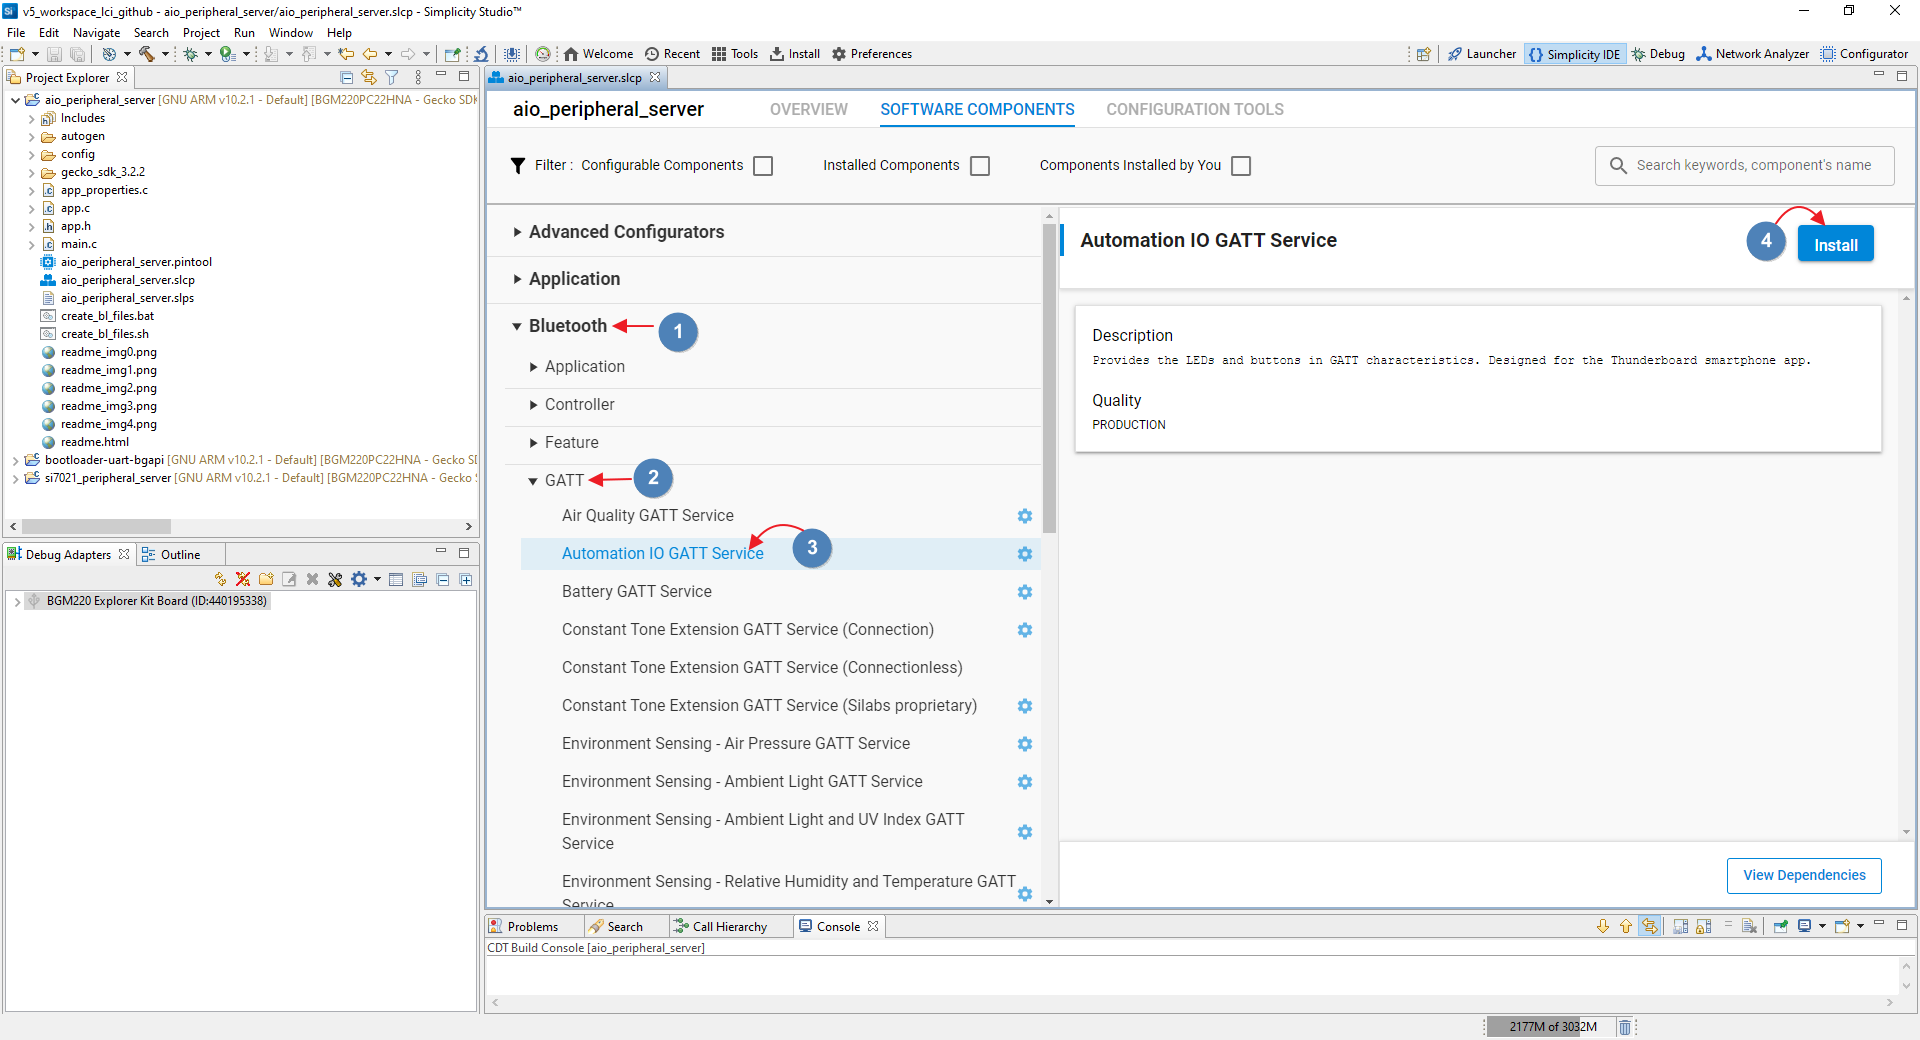 v5_workspace_lci_github - aio_peripheral_server/aio_peripheral_server.slcp - Simplicity Studio™
File Edit Navigate Search Project Run Window Help
Welcome Recent Tools Install Preferences Launcher Simplicity IDE Debug Network Analyzer Configurator
Project Explorer
aio_peripheral_server [GNU ARM v10.2.1 - Default] [BGM220PC22HNA - Gecko SDK
Includes
autogen
config
gecko_sdk_3.2.2
app_properties.c
app.c
app.h
main.c
aio_peripheral_server.pintool
aio_peripheral_server.slcp
aio_peripheral_server.slps
create_bl_files.bat
create_bl_files.sh
readme_img0.png
readme_img1.png
readme_img2.png
readme_img3.png
readme_img4.png
readme.html
bootloader-uart-bgapi [GNU ARM v10.2.1 - Default] [BGM220PC22HNA - Gecko SD
si7021_peripheral_server [GNU ARM v10.2.1 - Default] [BGM220PC22HNA - Gecko
Debug Adapters Outline
BGM220 Explorer Kit Board (ID:440195338)
aio_peripheral_server.slcp
aio_peripheral_server OVERVIEW SOFTWARE COMPONENTS CONFIGURATION TOOLS
Filter : Configurable Components Installed Components Components Installed by You Search keywords, component's name
Advanced Configurators
Application
Bluetooth 1
Application
Controller
Feature
GATT 2
Air Quality GATT Service
Automation IO GATT Service 3
Battery GATT Service
Constant Tone Extension GATT Service (Connection)
Constant Tone Extension GATT Service (Connectionless)
Constant Tone Extension GATT Service (Silabs proprietary)
Environment Sensing - Air Pressure GATT Service
Environment Sensing - Ambient Light GATT Service
Environment Sensing - Ambient Light and UV Index GATT
Service
Environment Sensing - Relative Humidity and Temperature GATT
Service
Automation IO GATT Service 4 Install
Description
Provides the LEDs and buttons in GATT characteristics. Designed for the Thunderboard smartphone app.
Quality
PRODUCTION
View Dependencies
Problems Search Call Hierarchy Console
CDT Build Console [aio_peripheral_server]
2177M of 3032M